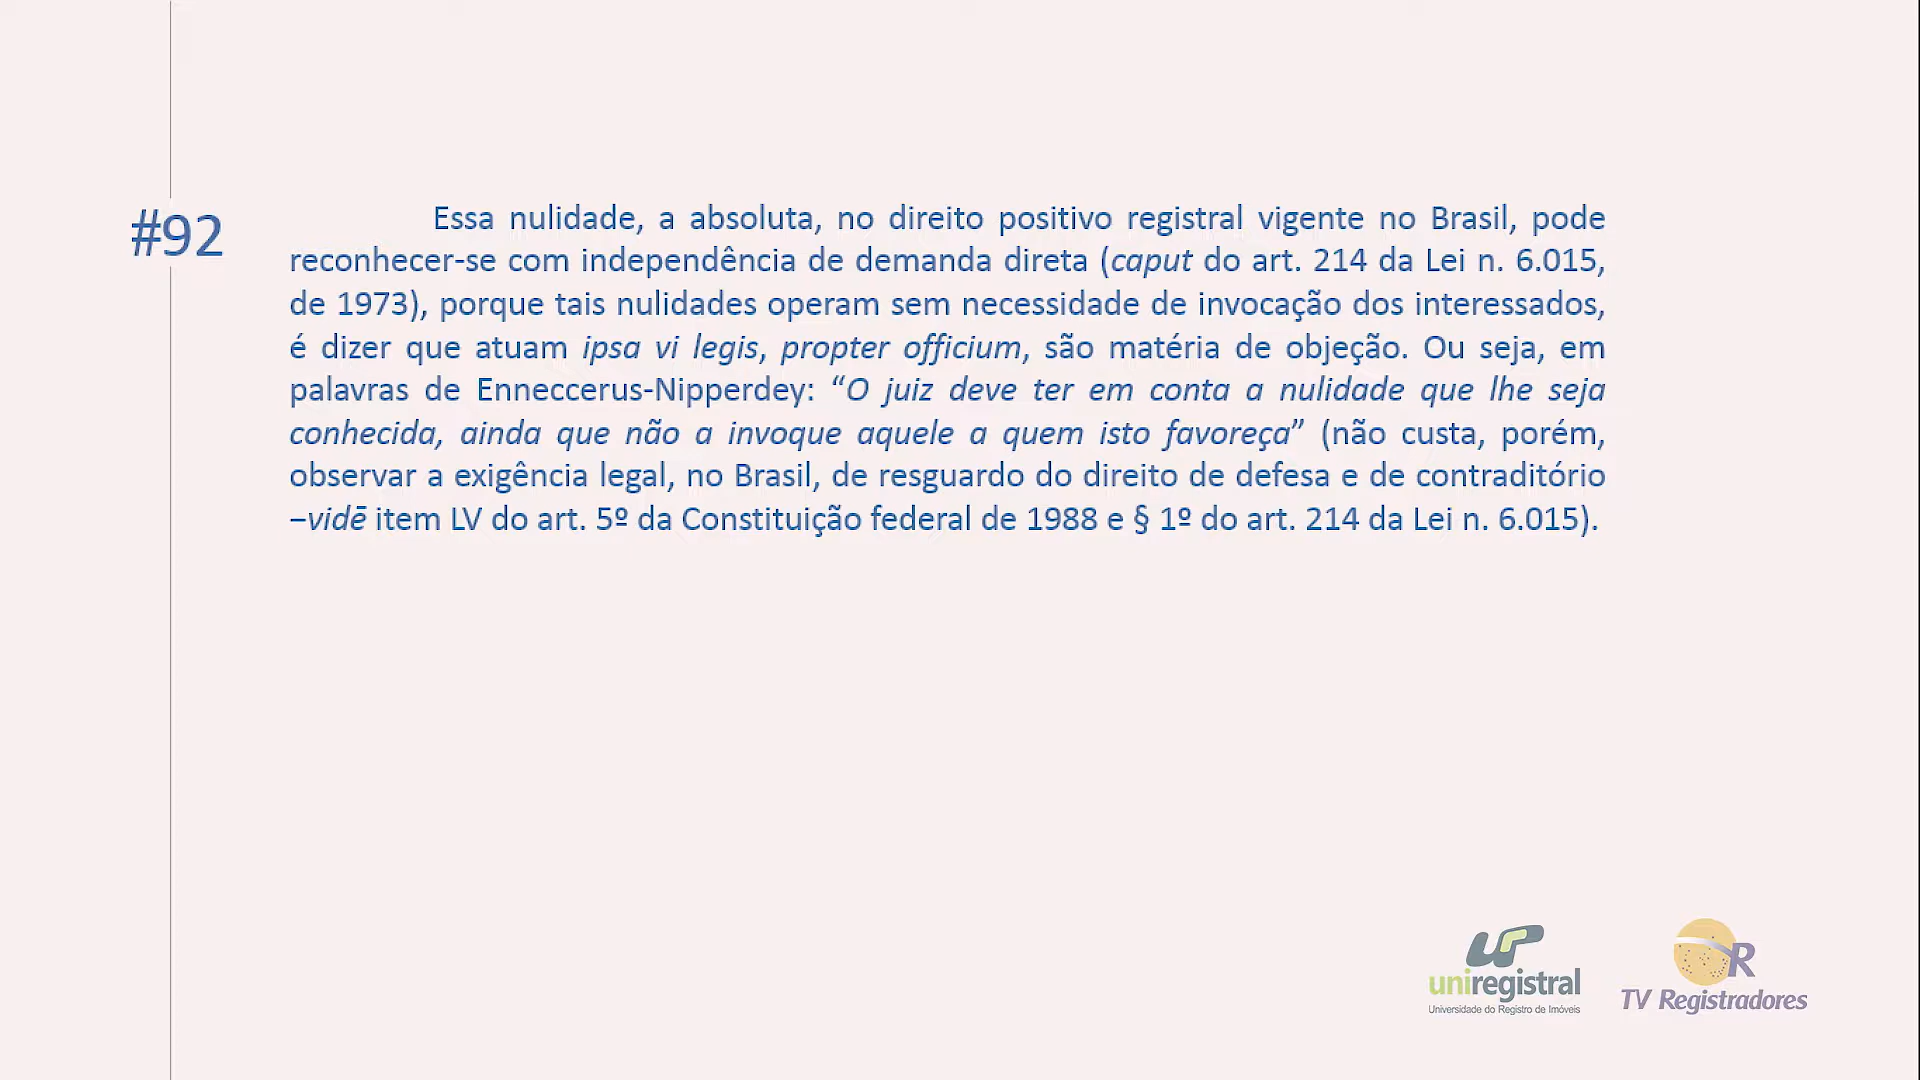 #92
Essa nulidade, a absoluta, no direito positivo registral vigente no Brasil, pode
reconhecer-se com independência de demanda direta (caput do art. 214 da Lei n. 6.015,
de 1973), porque tais nulidades operam sem necessidade de invocação dos interessados,
é dizer que atuam ipsa vi legis, propter officium, são matéria de objeção. Ou seja, em
palavras de Enneccerus-Nipperdey: “O juiz deve ter em conta a nulidade que lhe seja
conhecida, ainda que não a invoque aquele a quem isto favoreça” (não custa, porém,
observar a exigência legal, no Brasil, de resguardo do direito de defesa e de contraditório
−vidē item LV do art. 5º da Constituição federal de 1988 e § 1º do art. 214 da Lei n. 6.015).
uniregistral
Universidade do Registro de Imóveis
R
TV Registradores